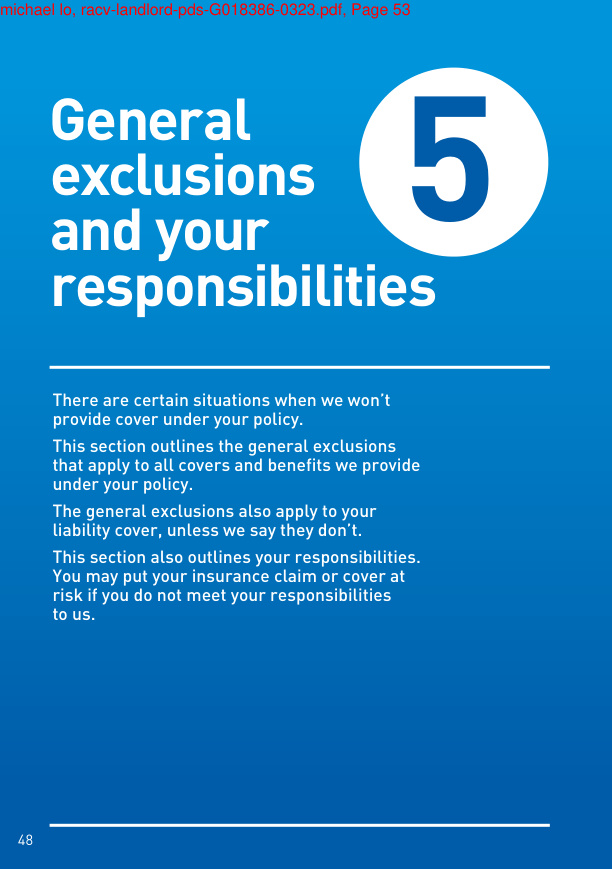 michael lo, racv-landlord-pds-G018386-0323.pdf, Page 53
General
exclusions
and your
responsibilities
5
There are certain situations when we won't
provide cover under your policy.
This section outlines the general exclusions
that apply to all covers and benefits we provide
under your policy.
The general exclusions also apply to your
liability cover, unless we say they don't.
This section also outlines your responsibilities.
You may put your insurance claim or cover at
risk if you do not meet your responsibilities
to us.
48